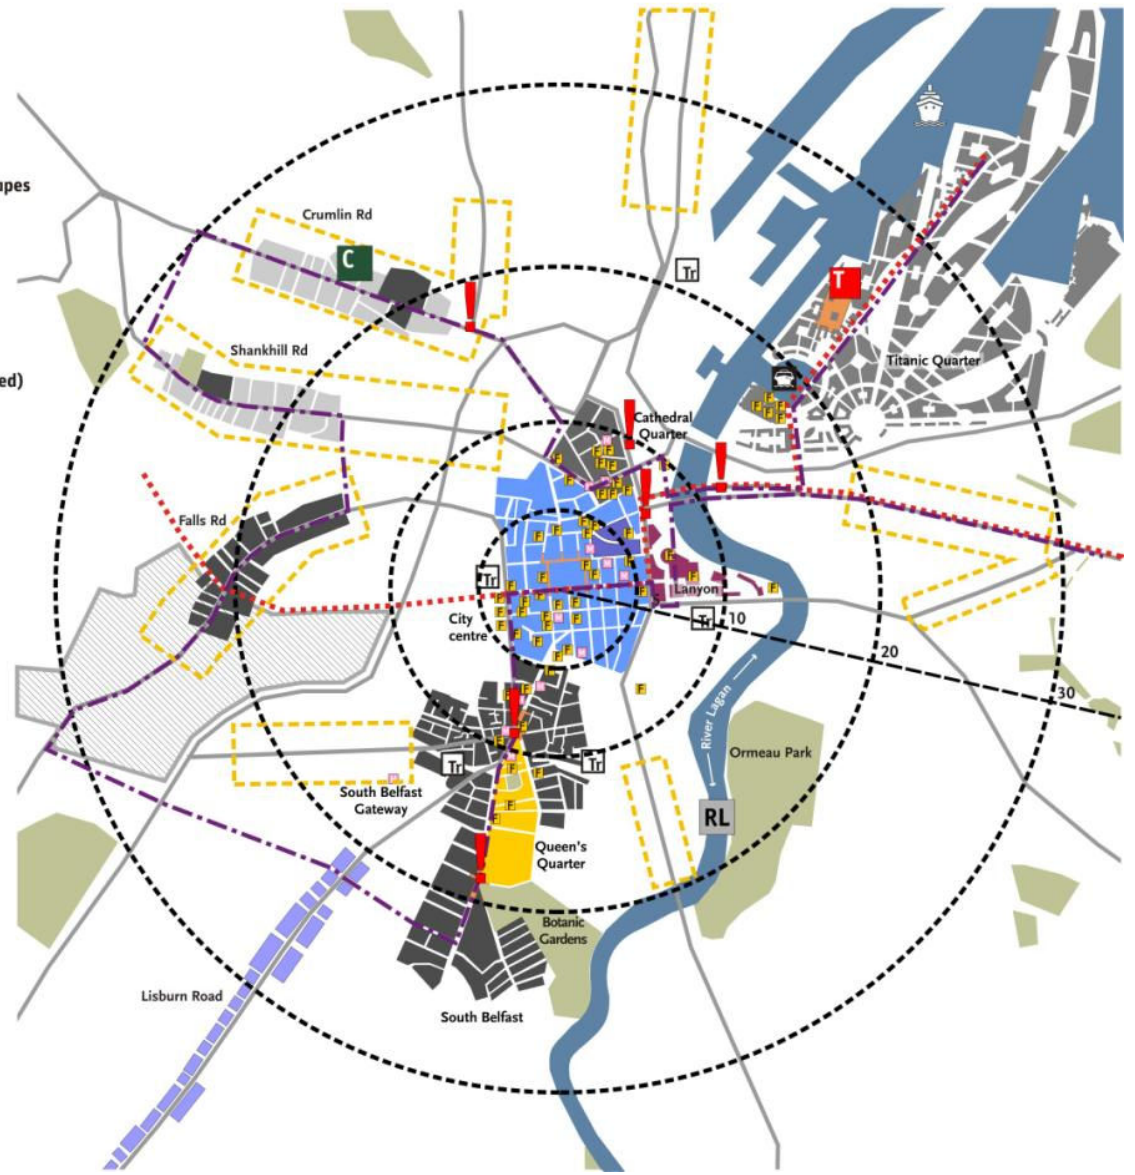 ed)
Crumlin Rd
C
Tr
T
Shankhill Rd
Titanic Quarter
Cathedral
Quarter
Falls Rd
Tr
Lanyon
City
centre
Tr
10
20
30
River Lagan
Ormeau Park
Tr
Tr
South Belfast
Gateway
RL
Queen's
Quarter
Botanic
Gardens
Lisburn Road
South Belfast